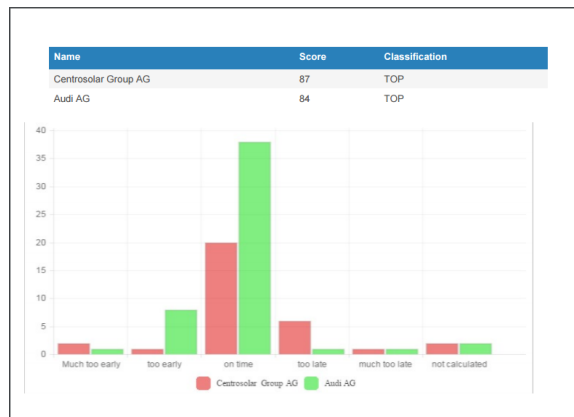 Name Score Classification
Centrosolar Group AG 87 TOP
Audi AG 84 TOP
40
35
30
25
20
15
10
5
0
Much too early too early on time too late much too late not calculated
Centrosolar Group AG Audi AG